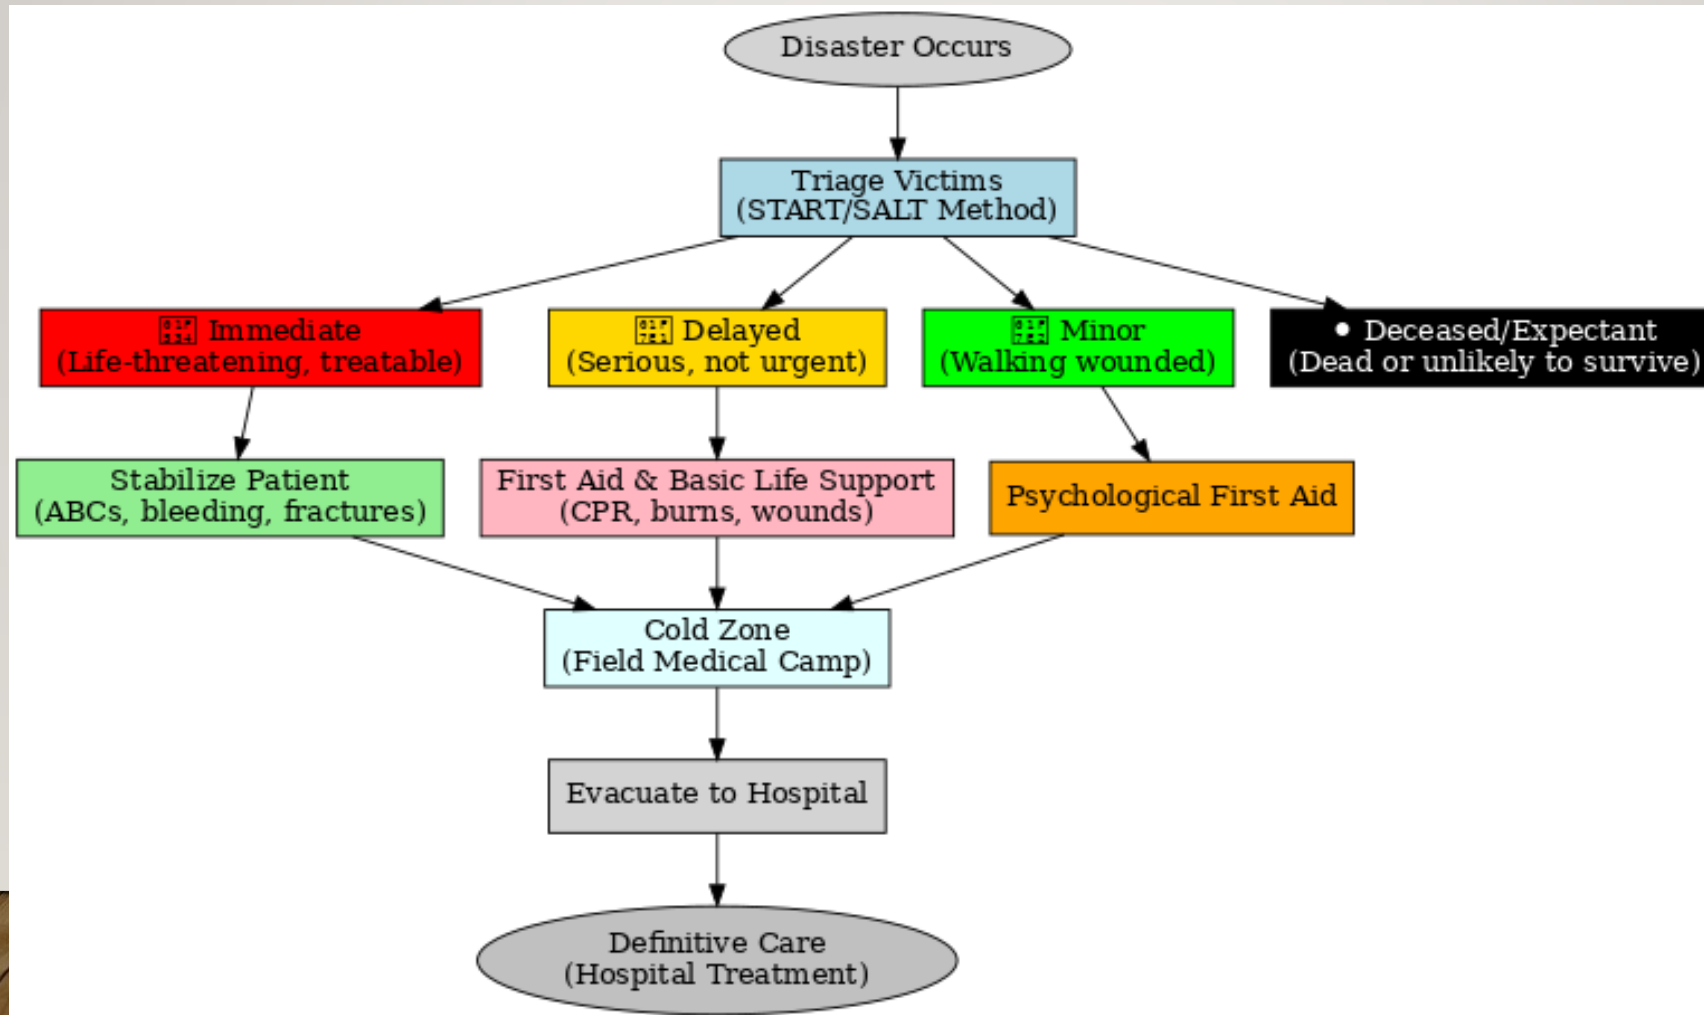 Disaster Occurs
Triage Victims
(START/SALT Method)
Immediate
(Life-threatening, treatable)
Delayed
(Serious, not urgent)
Minor
(Walking wounded)
• Deceased/Expectant
(Dead or unlikely to survive)
Stabilize Patient
(ABCs, bleeding, fractures)
First Aid & Basic Life Support
(CPR, burns, wounds)
Psychological First Aid
Cold Zone
(Field Medical Camp)
Evacuate to Hospital
Definitive Care
(Hospital Treatment)